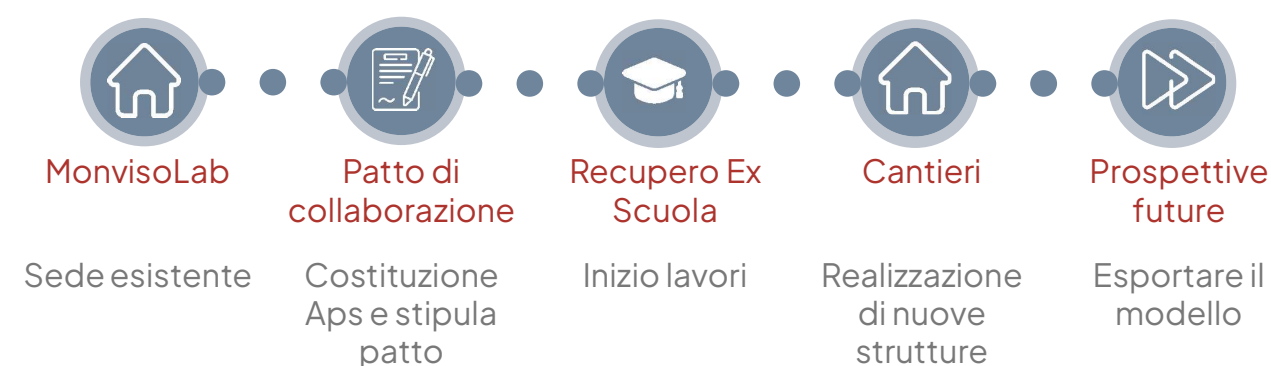 MonvisoLab
Patto di
collaborazione
Recupero Ex
Scuola
Cantieri
Prospettive
future
Sede esistente
Costituzione
Aps e stipula
patto
Inizio lavori
Realizzazione
di nuove
strutture
Esportare il
modello